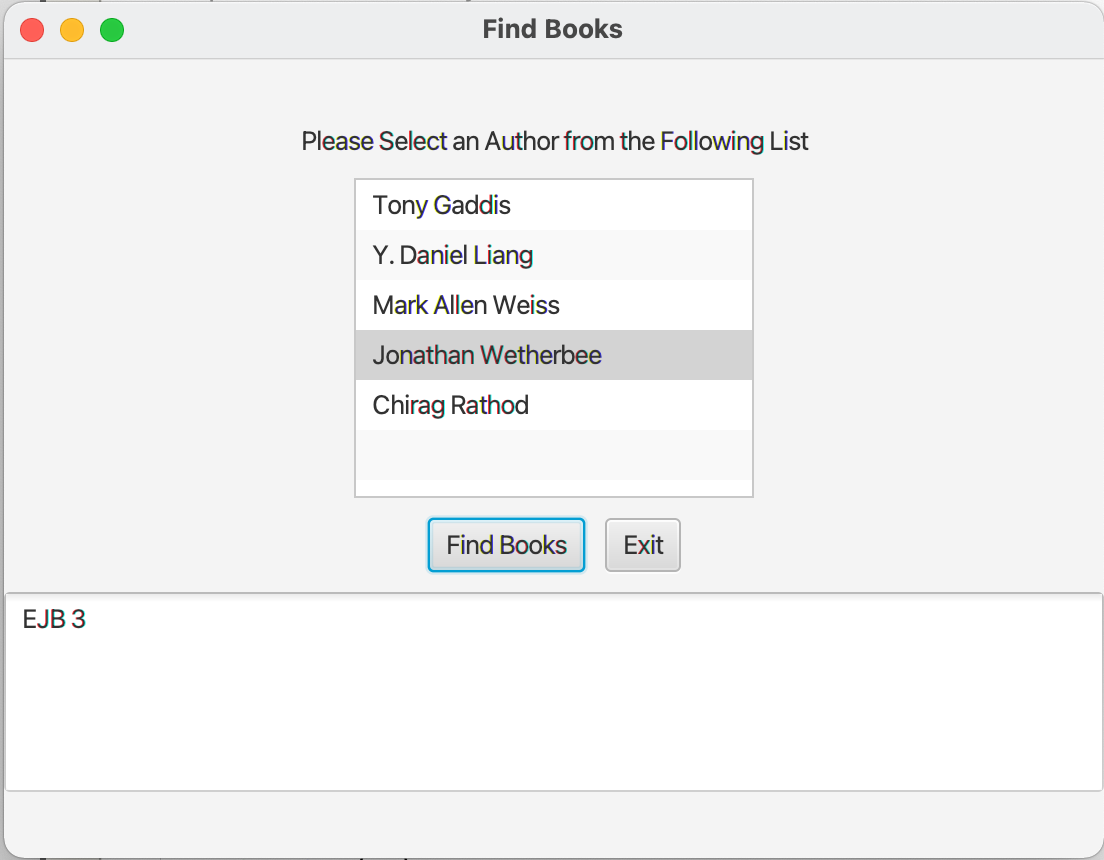 Find Books
Please Select an Author from the Following List
Tony Gaddis
Y. Daniel Liang
Mark Allen Weiss
Jonathan Wetherbee
Chirag Rathod
Find Books Exit
EJB 3